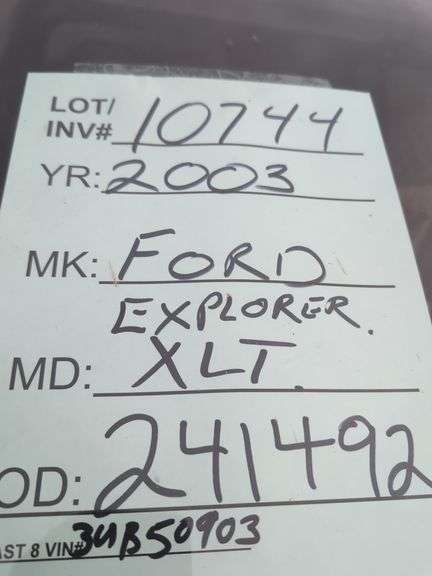 LOT/
INV# 10744
YR: 2003
MK: FORD
EXPLORER.
MD: XLT.
OD: 241492
AST 8 VIN# 3UB50903